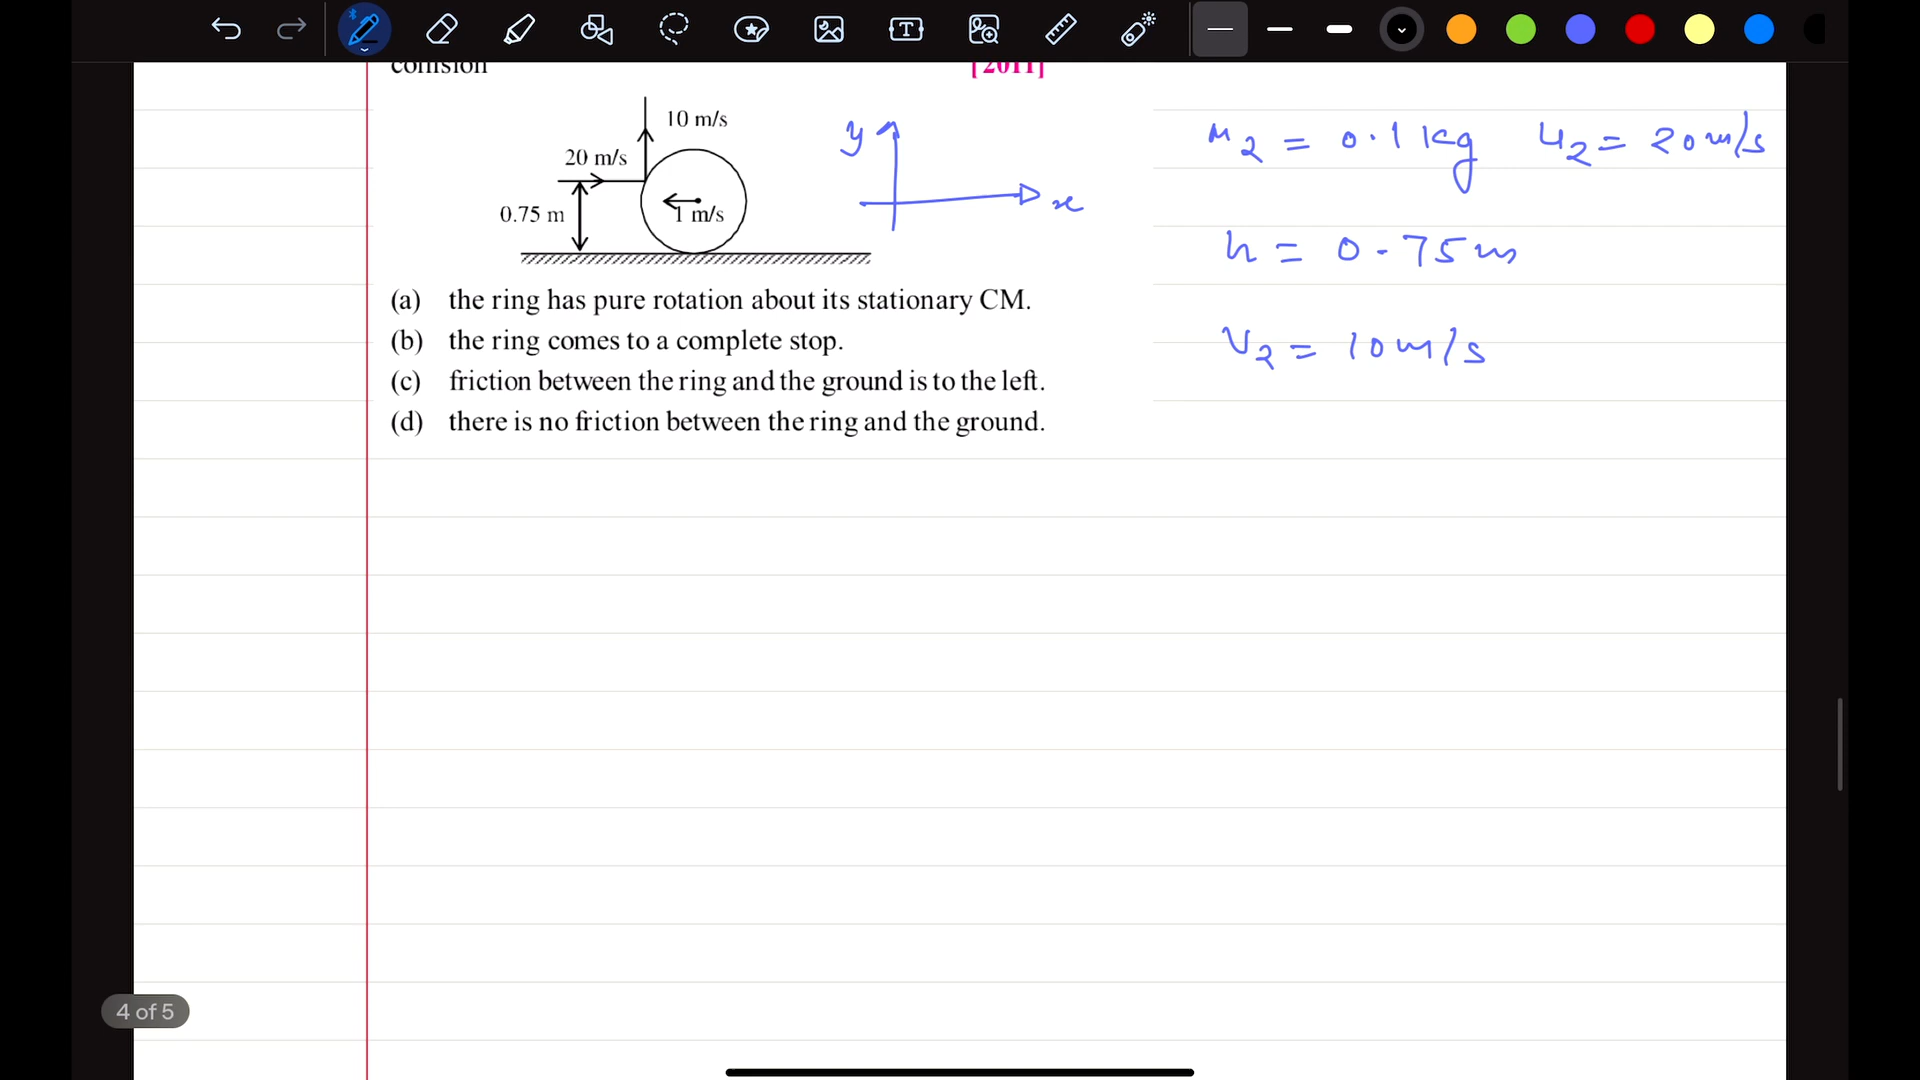 collision [2011]
10 m/s
20 m/s
0.75 m
1 m/s
y
x
M2 = 0.1 kg u2 = 20 m/s
h = 0.75 m
V2 = 10 m/s
(a) the ring has pure rotation about its stationary CM.
(b) the ring comes to a complete stop.
(c) friction between the ring and the ground is to the left.
(d) there is no friction between the ring and the ground.
4 of 5